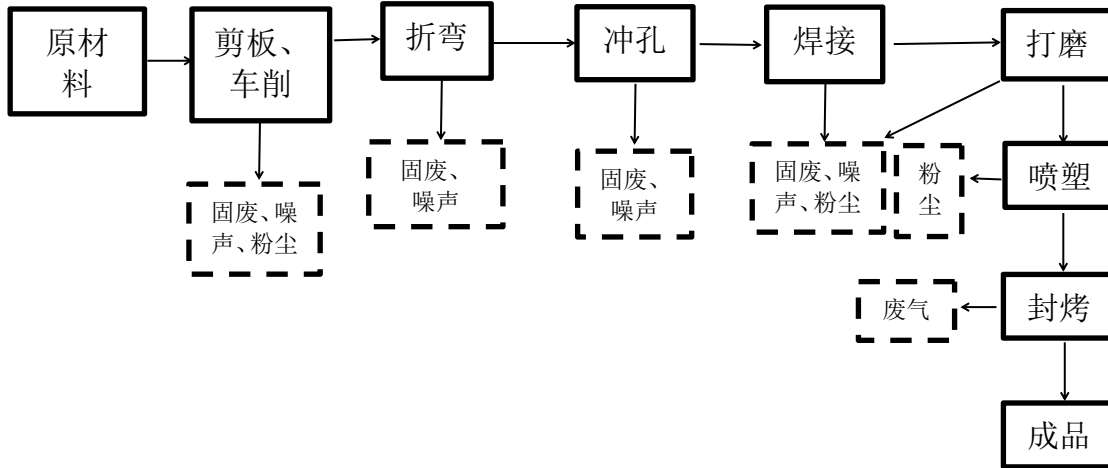 原材
料
剪板、
车削
折弯
冲孔
焊接
打磨
固废、噪
声、粉尘
固废、
噪声
固废、
噪声
固废、噪
声、粉尘
粉
尘
喷塑
废气
封烤
成品